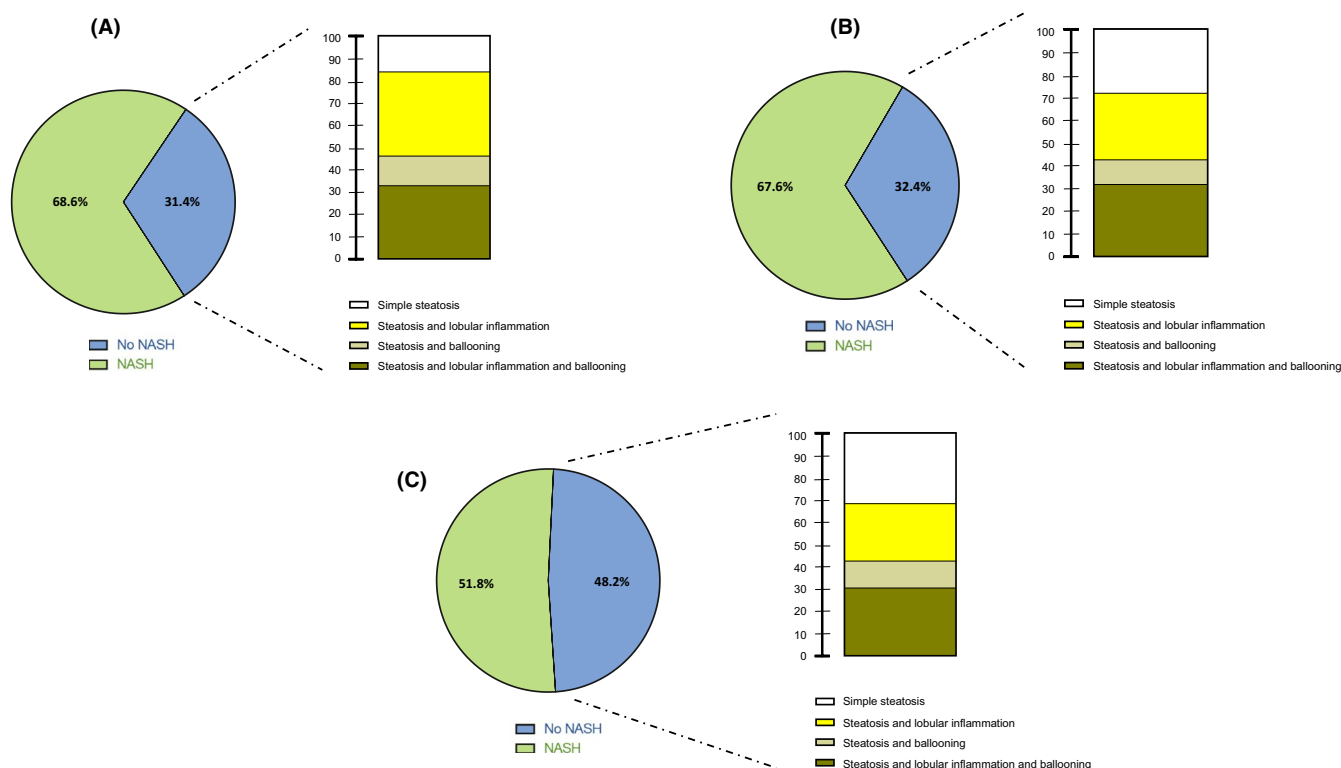 (A)
100
90
80
70
60
50
40
30
20
10
0
68.6%
31.4%
No NASH
NASH
Simple steatosis
Steatosis and lobular inflammation
Steatosis and ballooning
Steatosis and lobular inflammation and ballooning
(B)
100
90
80
70
60
50
40
30
20
10
0
67.6%
32.4%
No NASH
NASH
Simple steatosis
Steatosis and lobular inflammation
Steatosis and ballooning
Steatosis and lobular inflammation and ballooning
(C)
100
90
80
70
60
50
40
30
20
10
0
51.8%
48.2%
No NASH
NASH
Simple steatosis
Steatosis and lobular inflammation
Steatosis and ballooning
Steatosis and lobular inflammation and ballooning